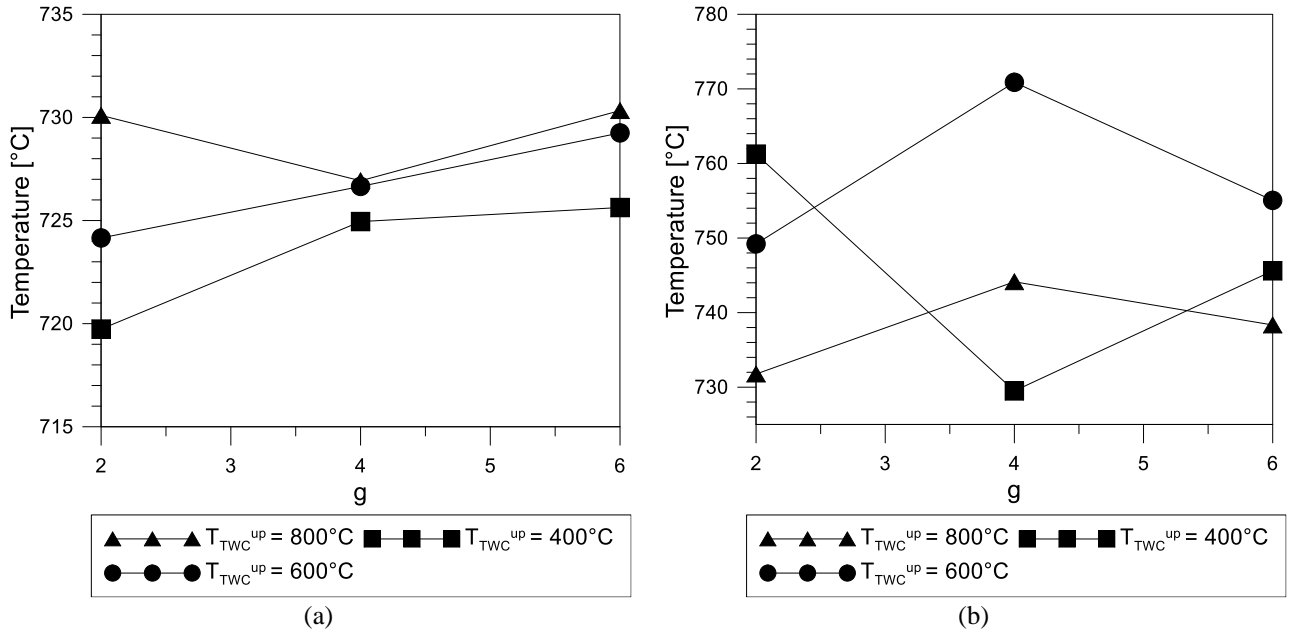 735
730
725
720
715
Temperature [°C]
2 3 4 5 6
g
T_TWC^up = 800°C T_TWC^up = 400°C
T_TWC^up = 600°C
(a)
780
770
760
750
740
730
Temperature [°C]
2 3 4 5 6
g
T_TWC^up = 800°C T_TWC^up = 400°C
T_TWC^up = 600°C
(b)